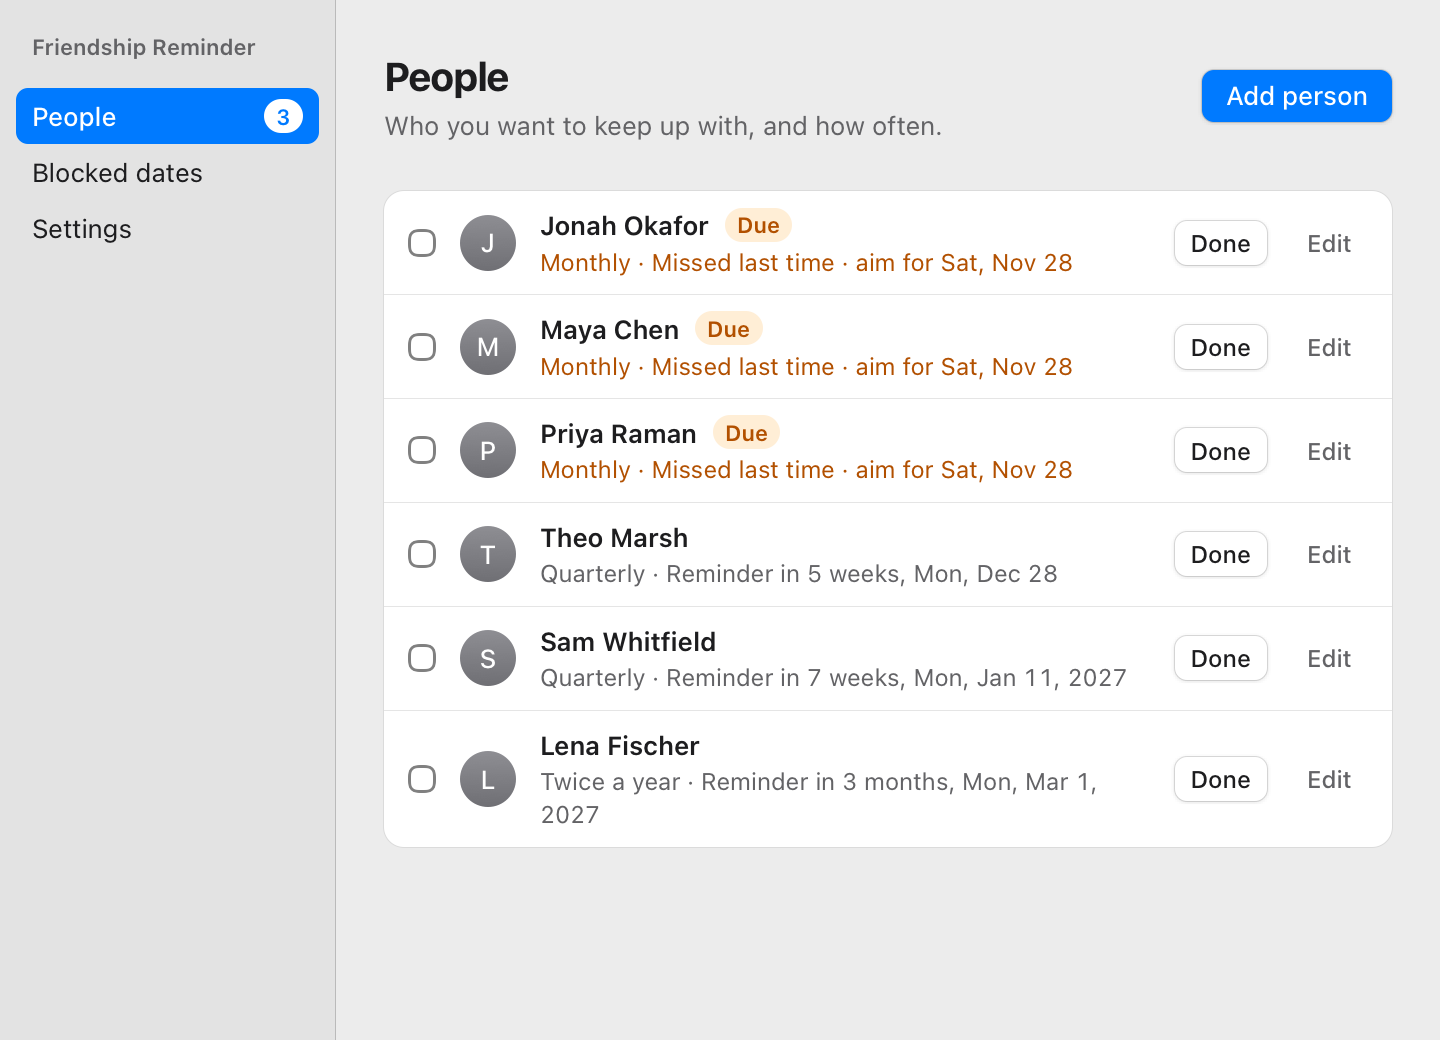 Friendship Reminder
People 3
Blocked dates
Settings
People
Who you want to keep up with, and how often.
Add person
J Jonah Okafor Due
Monthly · Missed last time · aim for Sat, Nov 28
Done Edit
M Maya Chen Due
Monthly · Missed last time · aim for Sat, Nov 28
Done Edit
P Priya Raman Due
Monthly · Missed last time · aim for Sat, Nov 28
Done Edit
T Theo Marsh
Quarterly · Reminder in 5 weeks, Mon, Dec 28
Done Edit
S Sam Whitfield
Quarterly · Reminder in 7 weeks, Mon, Jan 11, 2027
Done Edit
L Lena Fischer
Twice a year · Reminder in 3 months, Mon, Mar 1,
2027
Done Edit